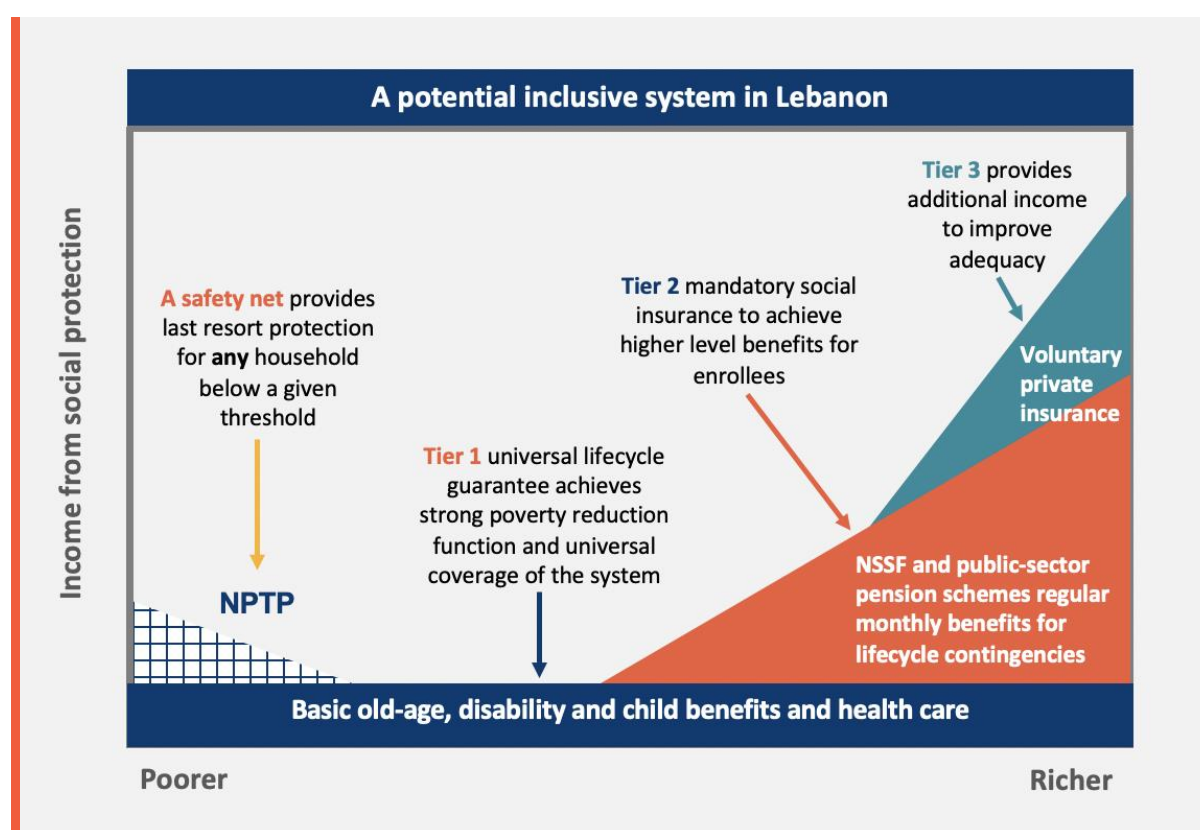 A potential inclusive system in Lebanon
Income from social protection
A safety net provides
last resort protection
for any household
below a given
threshold
NPTP
Tier 1 universal lifecycle
guarantee achieves
strong poverty reduction
function and universal
coverage of the system
Tier 2 mandatory social
insurance to achieve
higher level benefits for
enrollees
Tier 3 provides
additional income
to improve
adequacy
Voluntary
private
insurance
NSSF and public-sector
pension schemes regular
monthly benefits for
lifecycle contingencies
Basic old-age, disability and child benefits and health care
Poorer
Richer